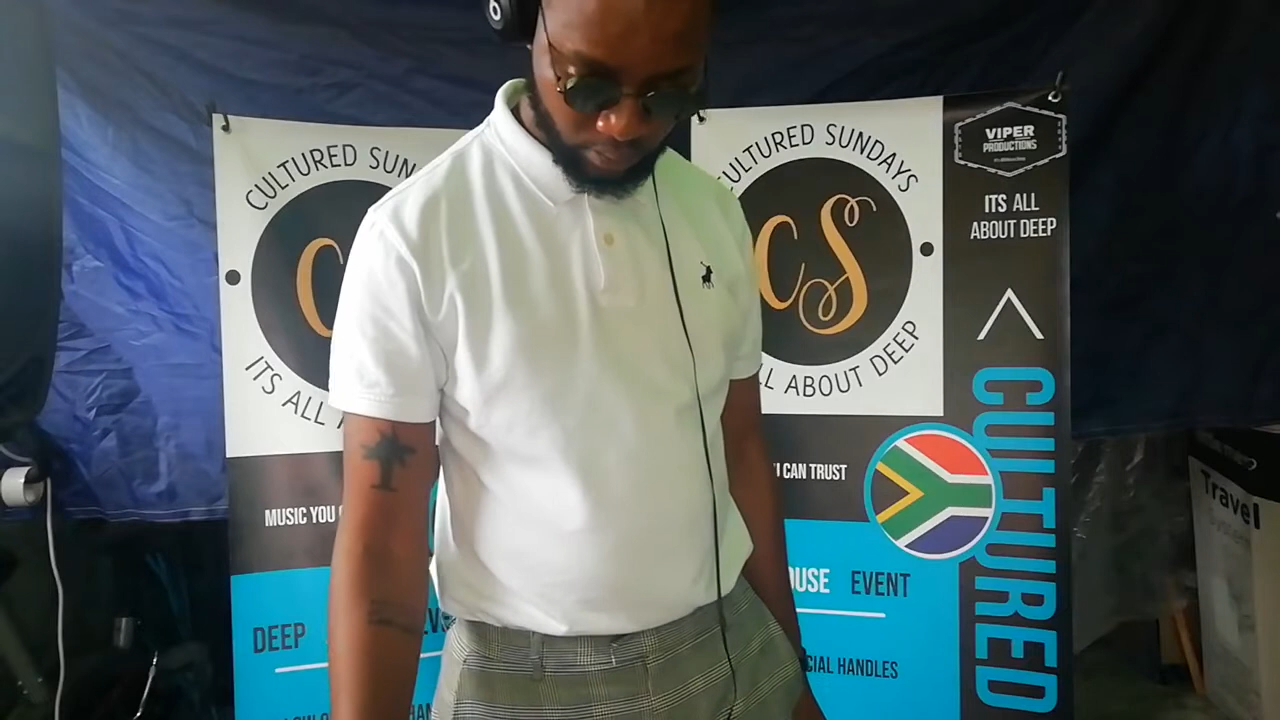 CULTURED SUN
C
ITS ALL
MUSIC YOU
DEEP
CULTURED SUNDAYS
CS
ALL ABOUT DEEP
VIPER
PRODUCTIONS
ITS ALL
ABOUT DEEP
CULTURED
U CAN TRUST
OUSE EVENT
CIAL HANDLES
Travel